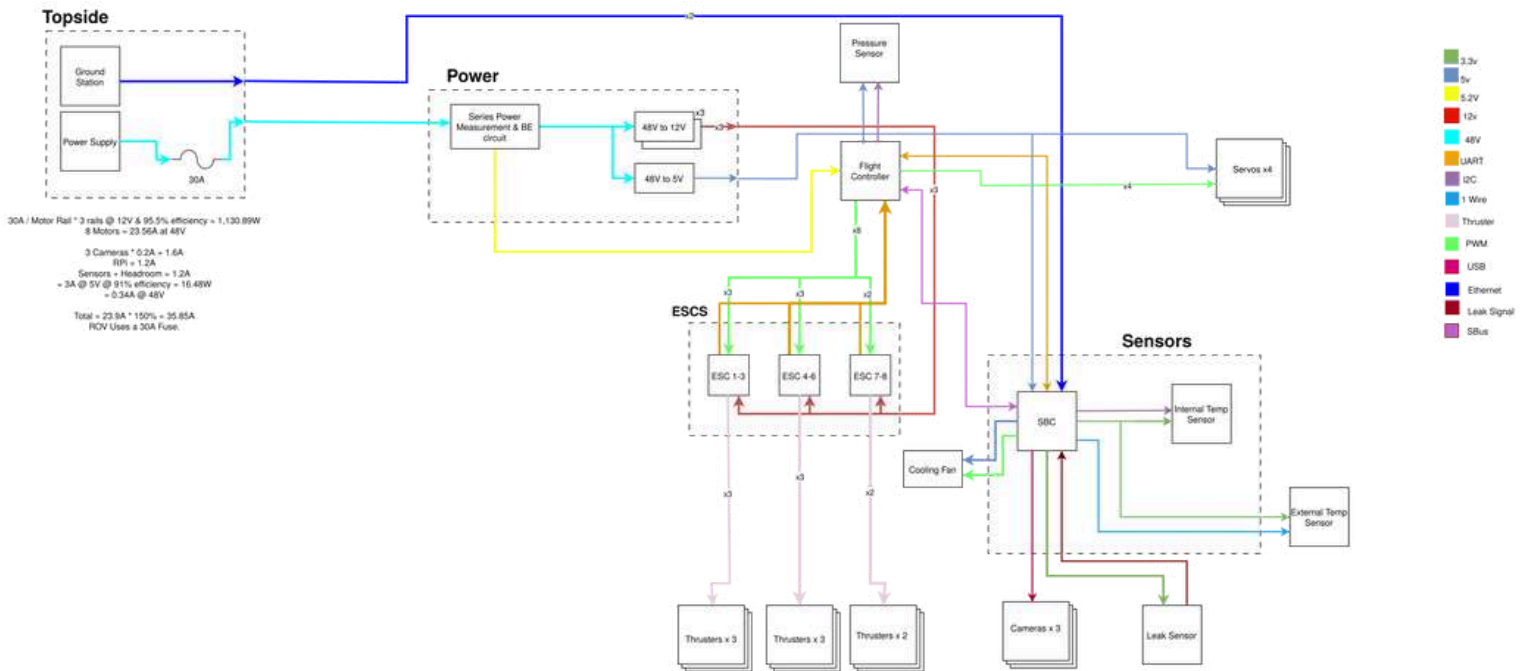 Topside
x2
Ground
Station
Power Supply
30A
Power
Series Power
Measurement & BE
circuit
48V to 12V
x3
x3
48V to 5V
Pressure
Sensor
Flight
Controller
x3
x4
Servos x4
x8
30A / Motor Rail * 3 rails @ 12V & 95.5% efficiency = 1,130.89W
8 Motors = 23.56A at 48V
3 Cameras * 0.2A = 1.6A
RPi = 1.2A
Sensors + Headroom = 1.2A
= 3A @ 5V @ 91% efficiency = 16.48W
= 0.34A @ 48V
Total = 23.9A * 150% = 35.85A
ROV Uses a 30A Fuse.
x3
x3
x2
ESCS
ESC 1-3
ESC 4-6
ESC 7-8
x3
x3
x2
Thrusters x 3
Thrusters x 3
Thrusters x 2
Sensors
SBC
Internal Temp
Sensor
Cooling Fan
External Temp
Sensor
Cameras x 3
Leak Sensor
3.3v
5v
5.2V
12v
48V
UART
I2C
1 Wire
Thruster
PWM
USB
Ethernet
Leak Signal
SBus